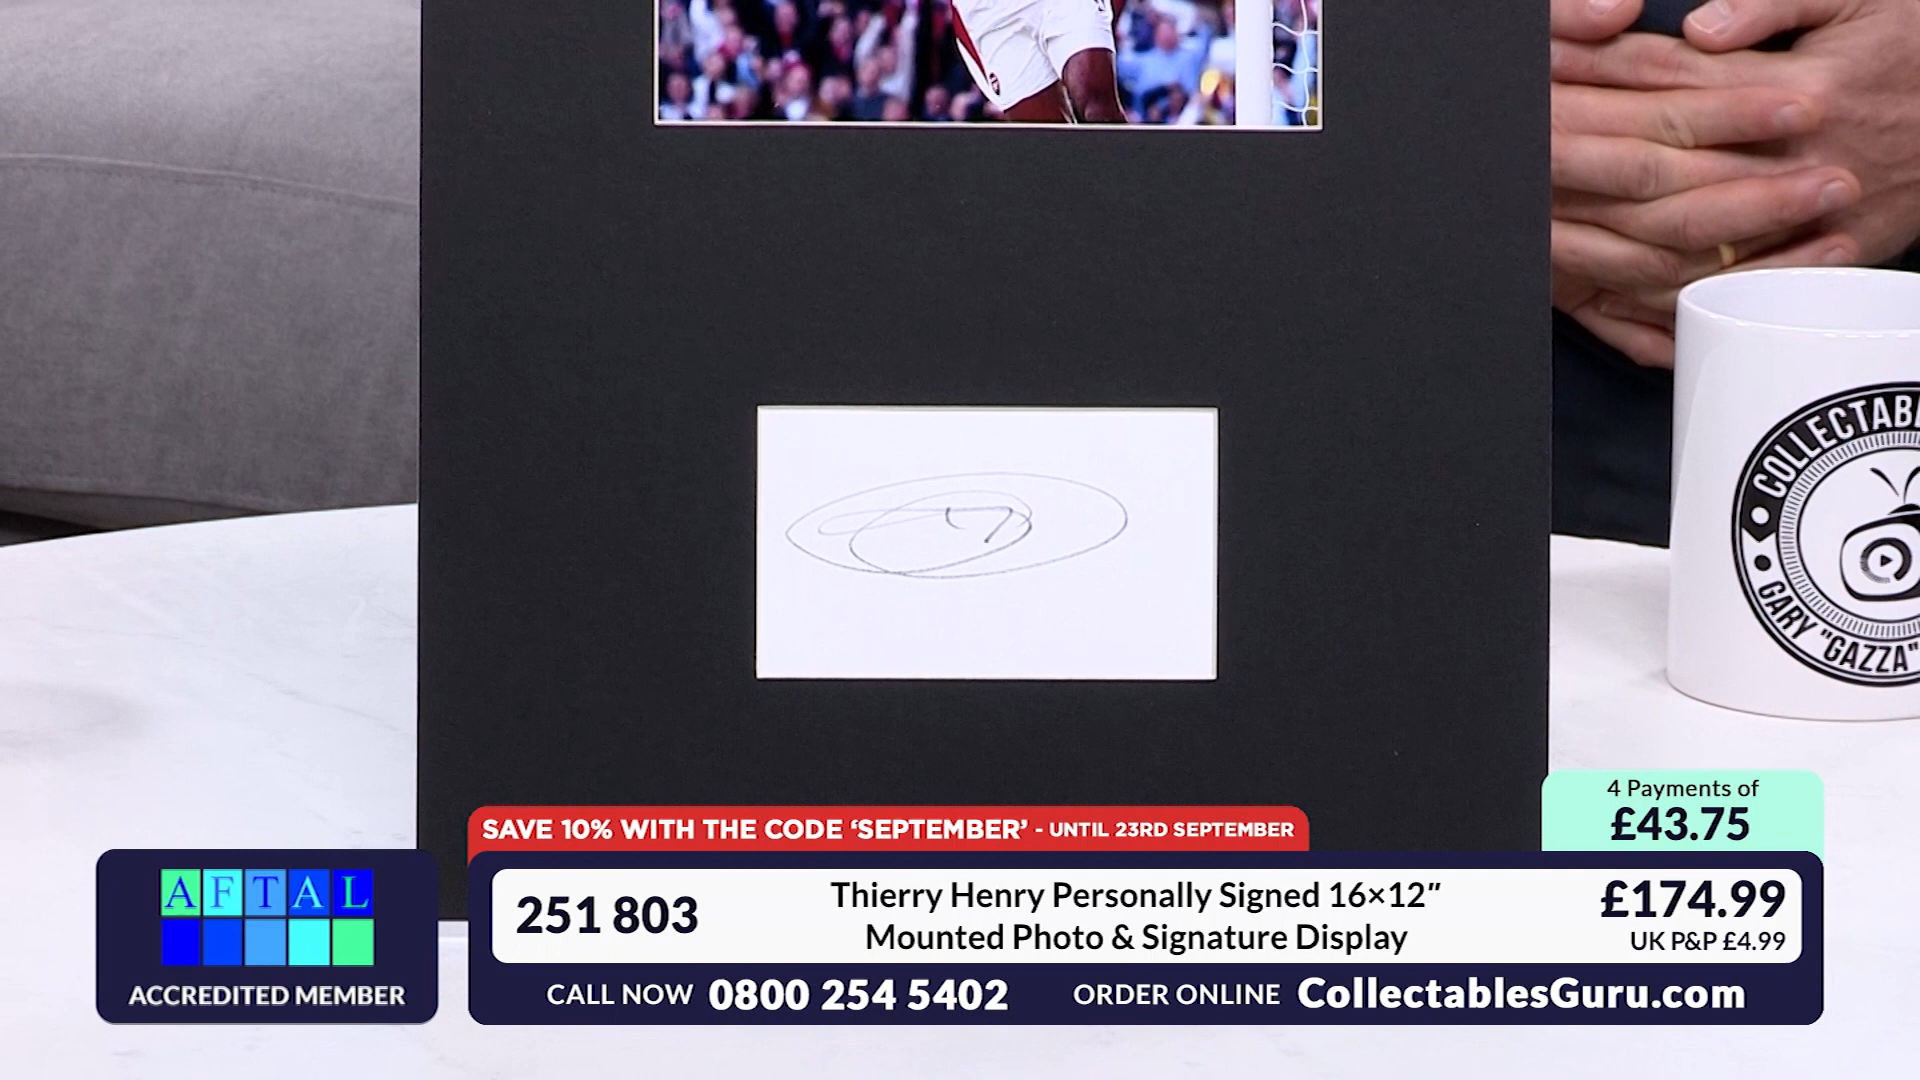 COLLECTAB
GARY "GAZZA"
4 Payments of
£43.75
SAVE 10% WITH THE CODE ‘SEPTEMBER’ - UNTIL 23RD SEPTEMBER
AFTAL
ACCREDITED MEMBER
251 803
Thierry Henry Personally Signed 16×12"
Mounted Photo & Signature Display
£174.99
UK P&P £4.99
CALL NOW 0800 254 5402 ORDER ONLINE CollectablesGuru.com